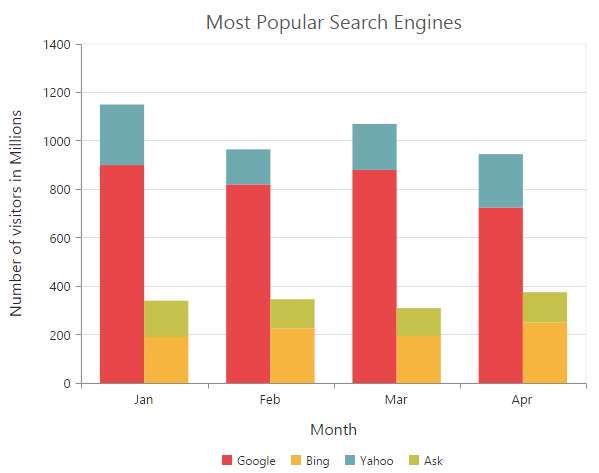 Most Popular Search Engines
Number of visitors in Millions
1400
1200
1000
800
600
400
200
0
Jan Feb Mar Apr
Month
Google Bing Yahoo Ask